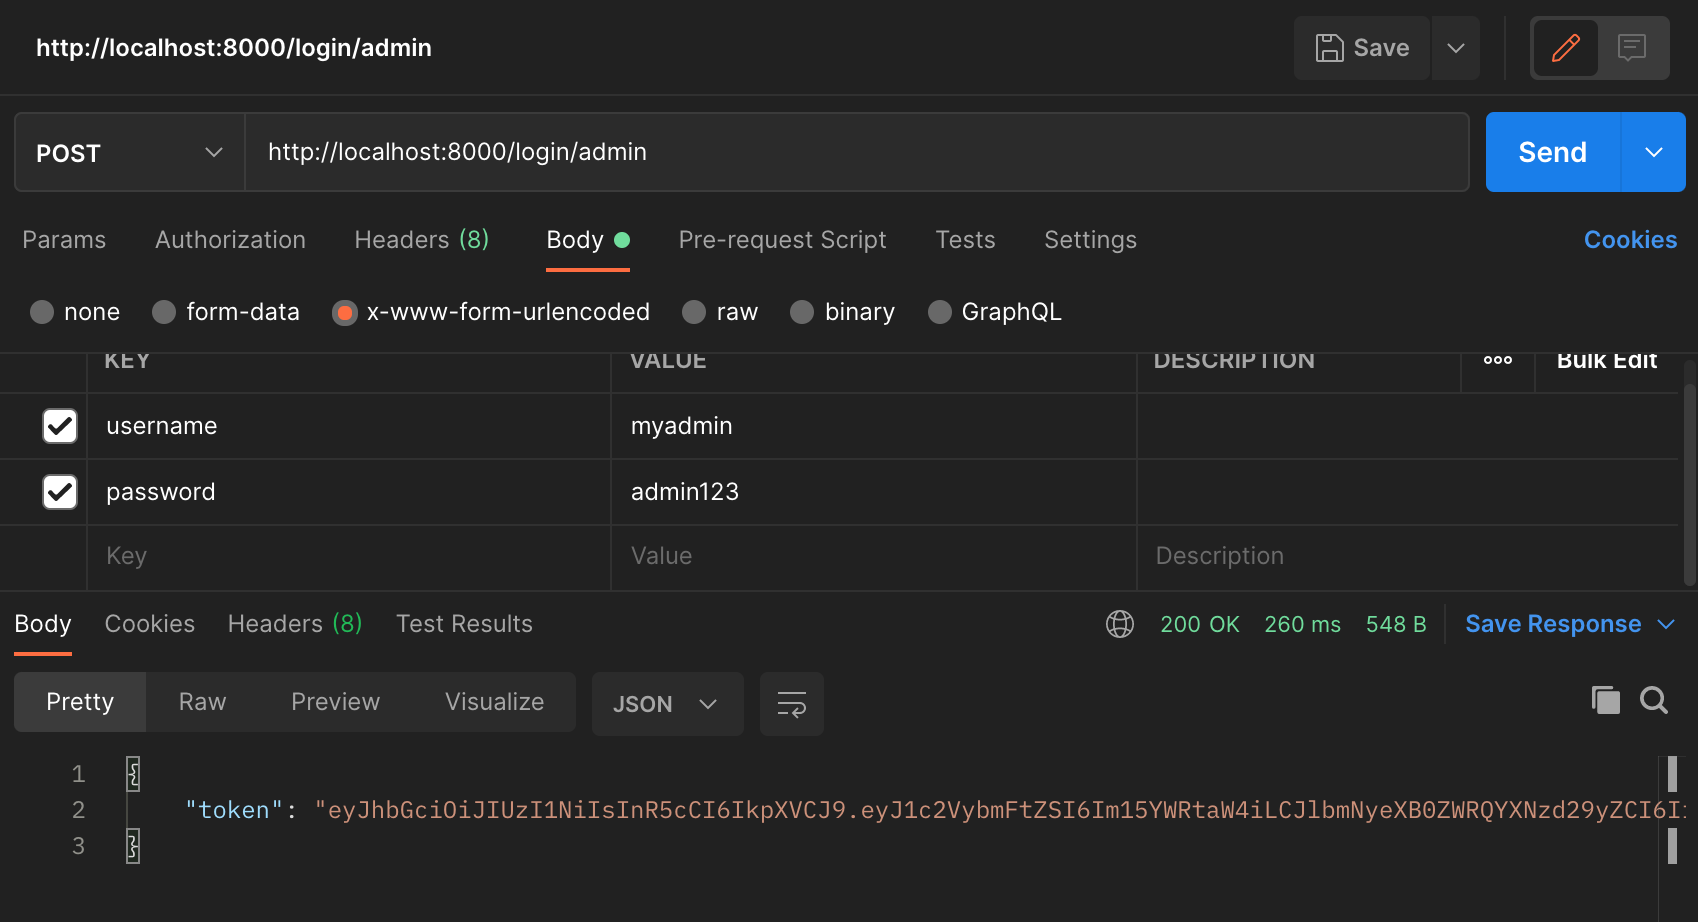 http://localhost:8000/login/admin
Save
POST
http://localhost:8000/login/admin
Send
Params Authorization Headers (8) Body Pre-request Script Tests Settings Cookies
none form-data x-www-form-urlencoded raw binary GraphQL
KEY VALUE DESCRIPTION ooo Bulk Edit
username myadmin
password admin123
Key Value Description
Body Cookies Headers (8) Test Results 200 OK 260 ms 548 B Save Response
Pretty Raw Preview Visualize JSON
1 {
2 "token": "eyJhbGciOiJIUzI1NiIsInR5cCI6IkpXVCJ9.eyJ1c2VybmFtZSI6Im15YWRtaW4iLCJlbmNyeXB0ZWRQYXNzd29yZCI6Ii
3 }